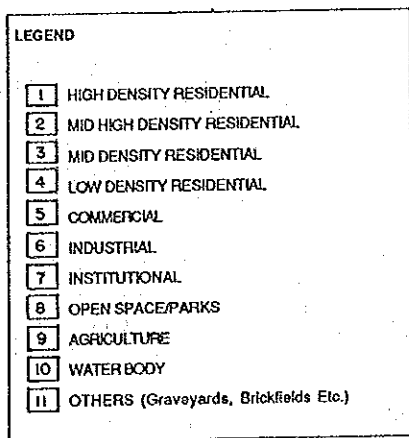 LEGEND
1 HIGH DENSITY RESIDENTIAL
2 MID HIGH DENSITY RESIDENTIAL
3 MID DENSITY RESIDENTIAL
4 LOW DENSITY RESIDENTIAL
5 COMMERCIAL
6 INDUSTRIAL
7 INSTITUTIONAL
8 OPEN SPACE/PARKS
9 AGRICULTURE
10 WATER BODY
11 OTHERS (Graveyards, Brickfields Etc.)